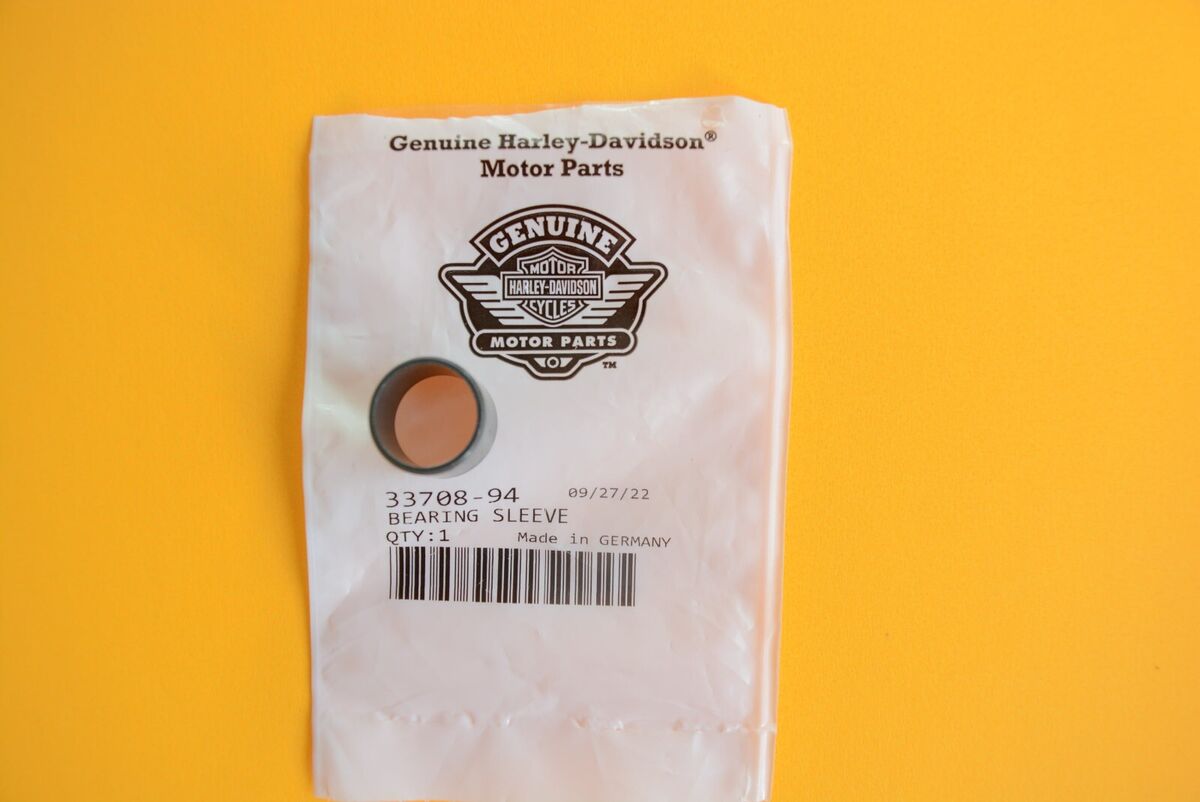 Genuine Harley-Davidson®
Motor Parts
GENUINE
MOTOR
HARLEY-DAVIDSON
CYCLES
MOTOR PARTS
TM
33708-94 09/27/22
BEARING SLEEVE
QTY:1 Made in GERMANY